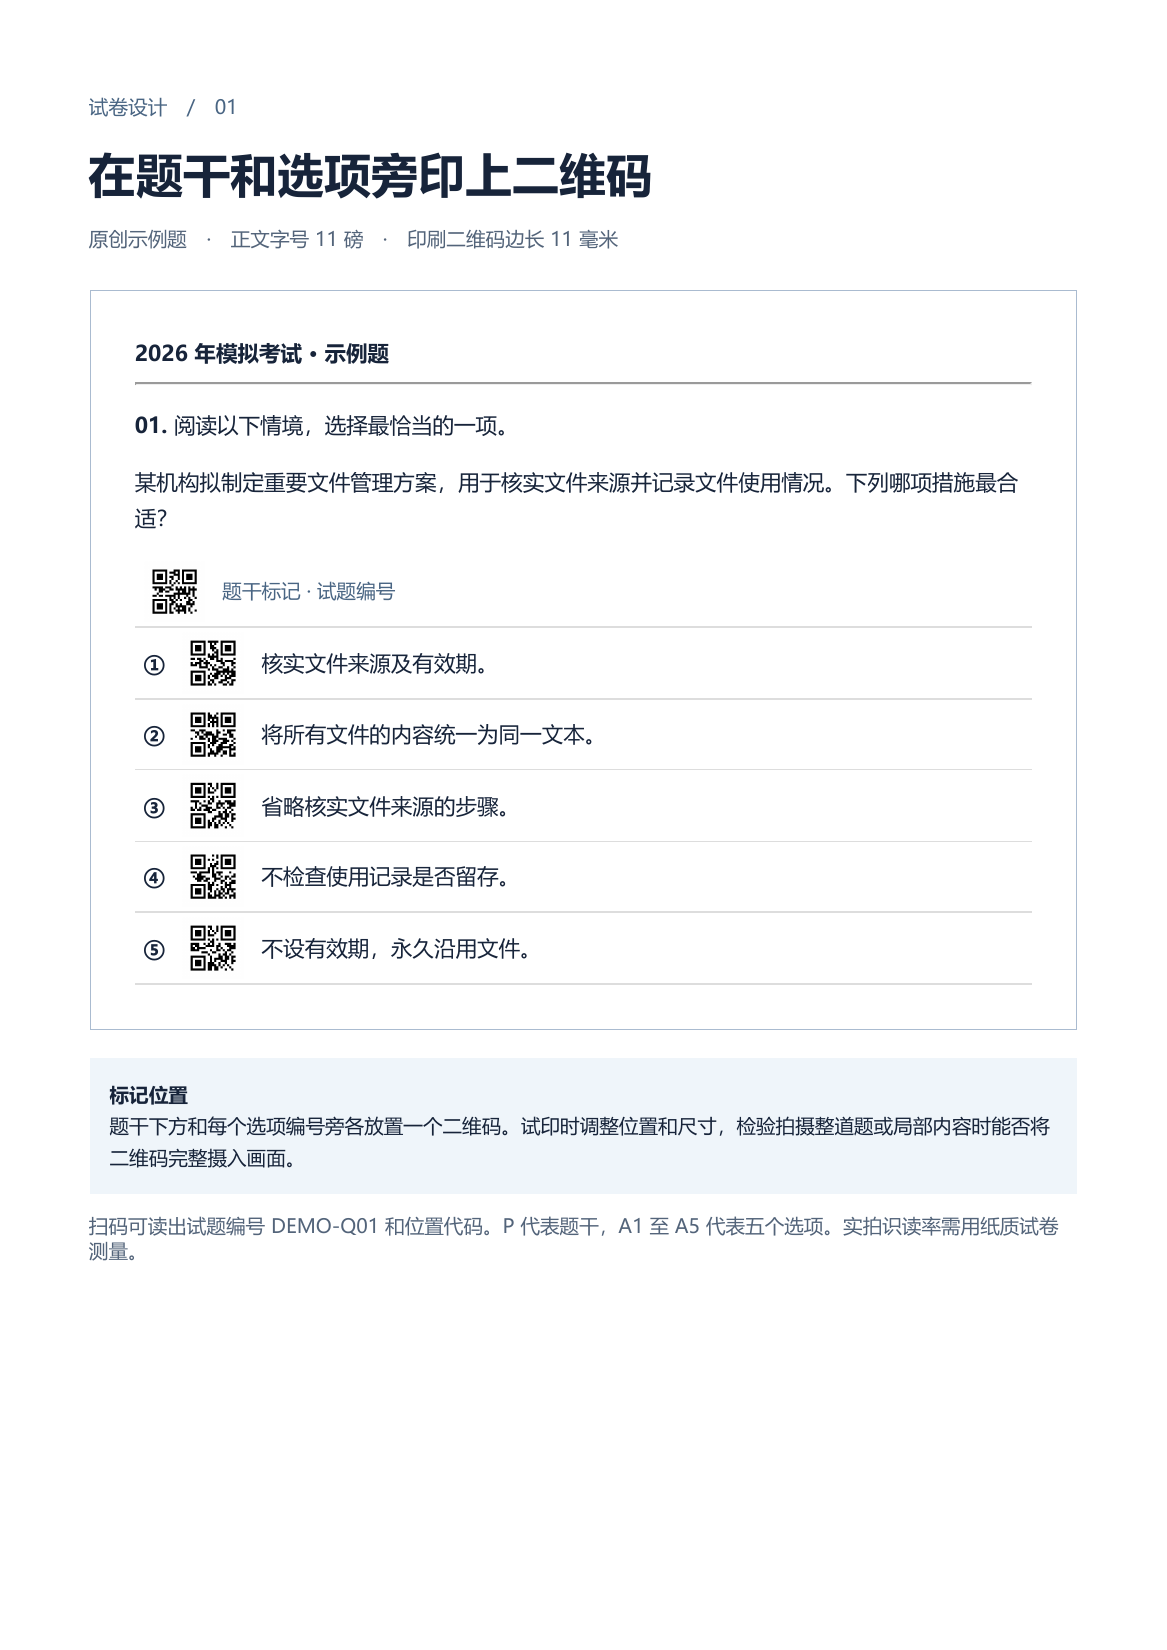 试卷设计 / 01
在题干和选项旁印上二维码
原创示例题 · 正文字号 11 磅 · 印刷二维码边长 11 毫米
2026 年模拟考试 · 示例题
01. 阅读以下情境，选择最恰当的一项。
某机构拟制定重要文件管理方案，用于核实文件来源并记录文件使用情况。下列哪项措施最合
适？
题干标记 · 试题编号
① 核实文件来源及有效期。
② 将所有文件的内容统一为同一文本。
③ 省略核实文件来源的步骤。
④ 不检查使用记录是否留存。
⑤ 不设有效期，永久沿用文件。
标记位置
题干下方和每个选项编号旁各放置一个二维码。试印时调整位置和尺寸，检验拍摄整道题或局部内容时能否将
二维码完整摄入画面。
扫码可读出试题编号 DEMO-Q01 和位置代码。P 代表题干，A1 至 A5 代表五个选项。实拍识读率需用纸质试卷
测量。